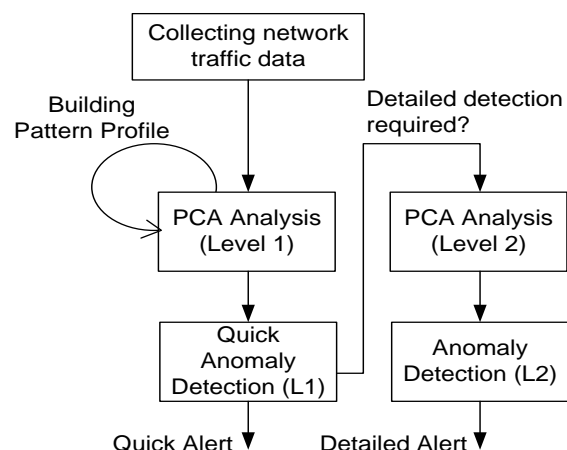 Collecting network
traffic data
Building
Pattern Profile
Detailed detection
required?
PCA Analysis
(Level 1)
PCA Analysis
(Level 2)
Quick
Anomaly
Detection (L1)
Anomaly
Detection (L2)
Quick Alert
Detailed Alert